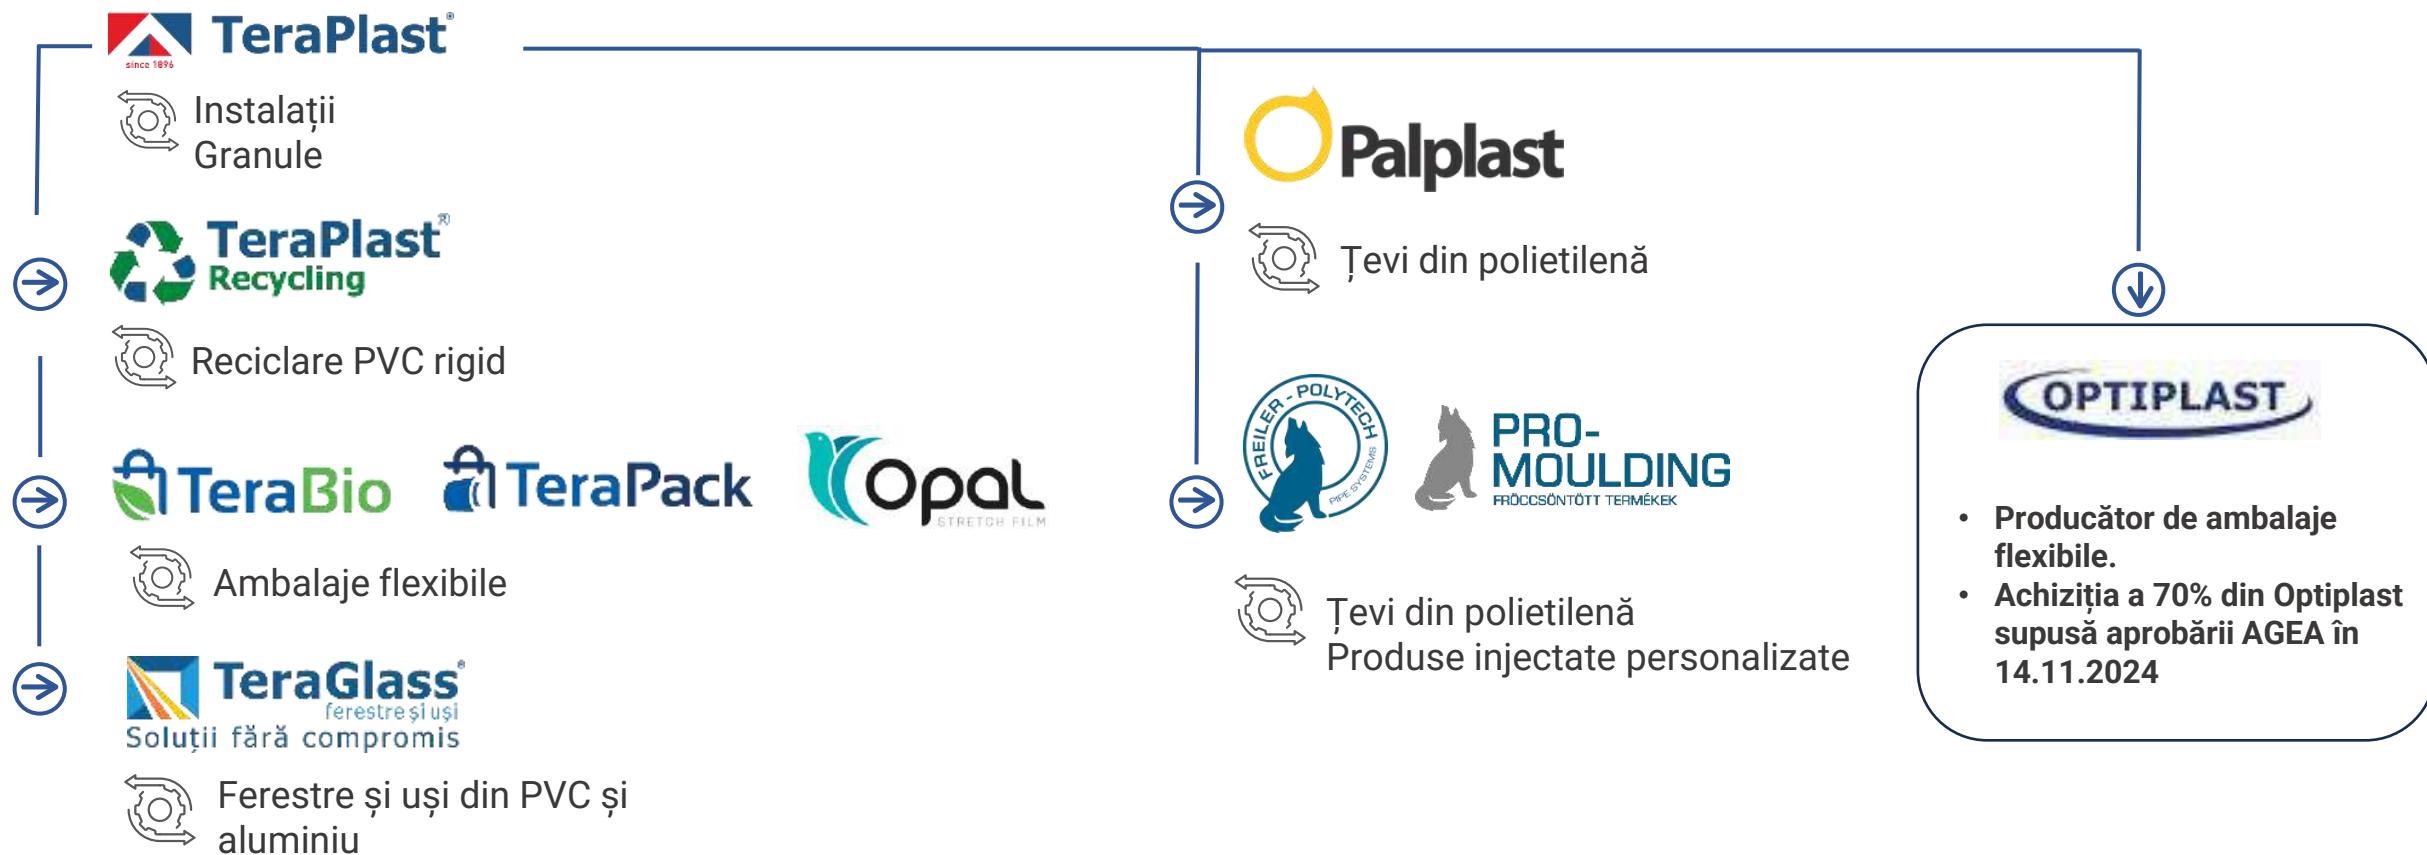 TeraPlast®
since 1896
Instalații
Granule
TeraPlast®
Recycling
Reciclare PVC rigid
TeraBio
TeraPack
Opal
STRETCH FILM
Ambalaje flexibile
TeraGlass®
ferestre și uși
Soluții fără compromis
Ferestre și uși din PVC și
aluminiu
Palplast
Țevi din polietilenă
FREILER - POLYTECH
PIPE SYSTEMS
PRO-
MOULDING
FRÖCCSÖNTÖTT TERMÉKEK
Țevi din polietilenă
Produse injectate personalizate
OPTIPLAST
• Producător de ambalaje
flexibile.
• Achiziția a 70% din Optiplast
supusă aprobării AGEA în
14.11.2024